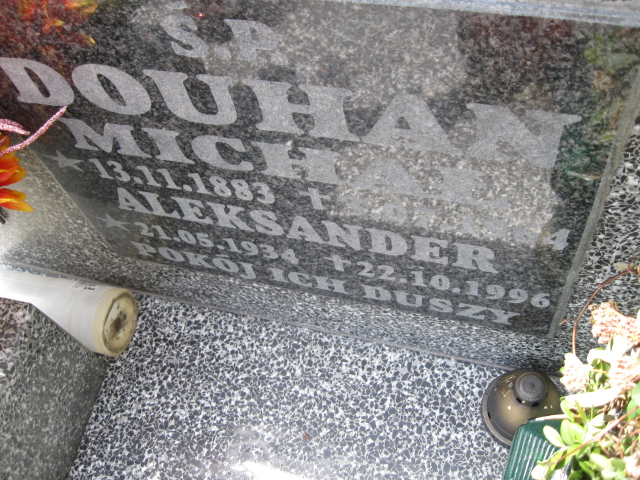 Ś.P.
DOUHAN
MICHAŁ
★ 13.11.1883 +
ALEKSANDER
★ 21.05.1934 + 22.10.1996
POKÓJ ICH DUSZY